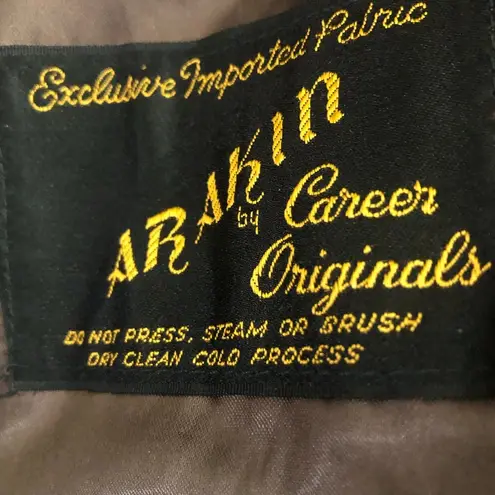 Exclusive Imported Fabric
ARAKIN
by Career
Originals
DO NOT PRESS, STEAM OR BRUSH
DRY CLEAN COLD PROCESS